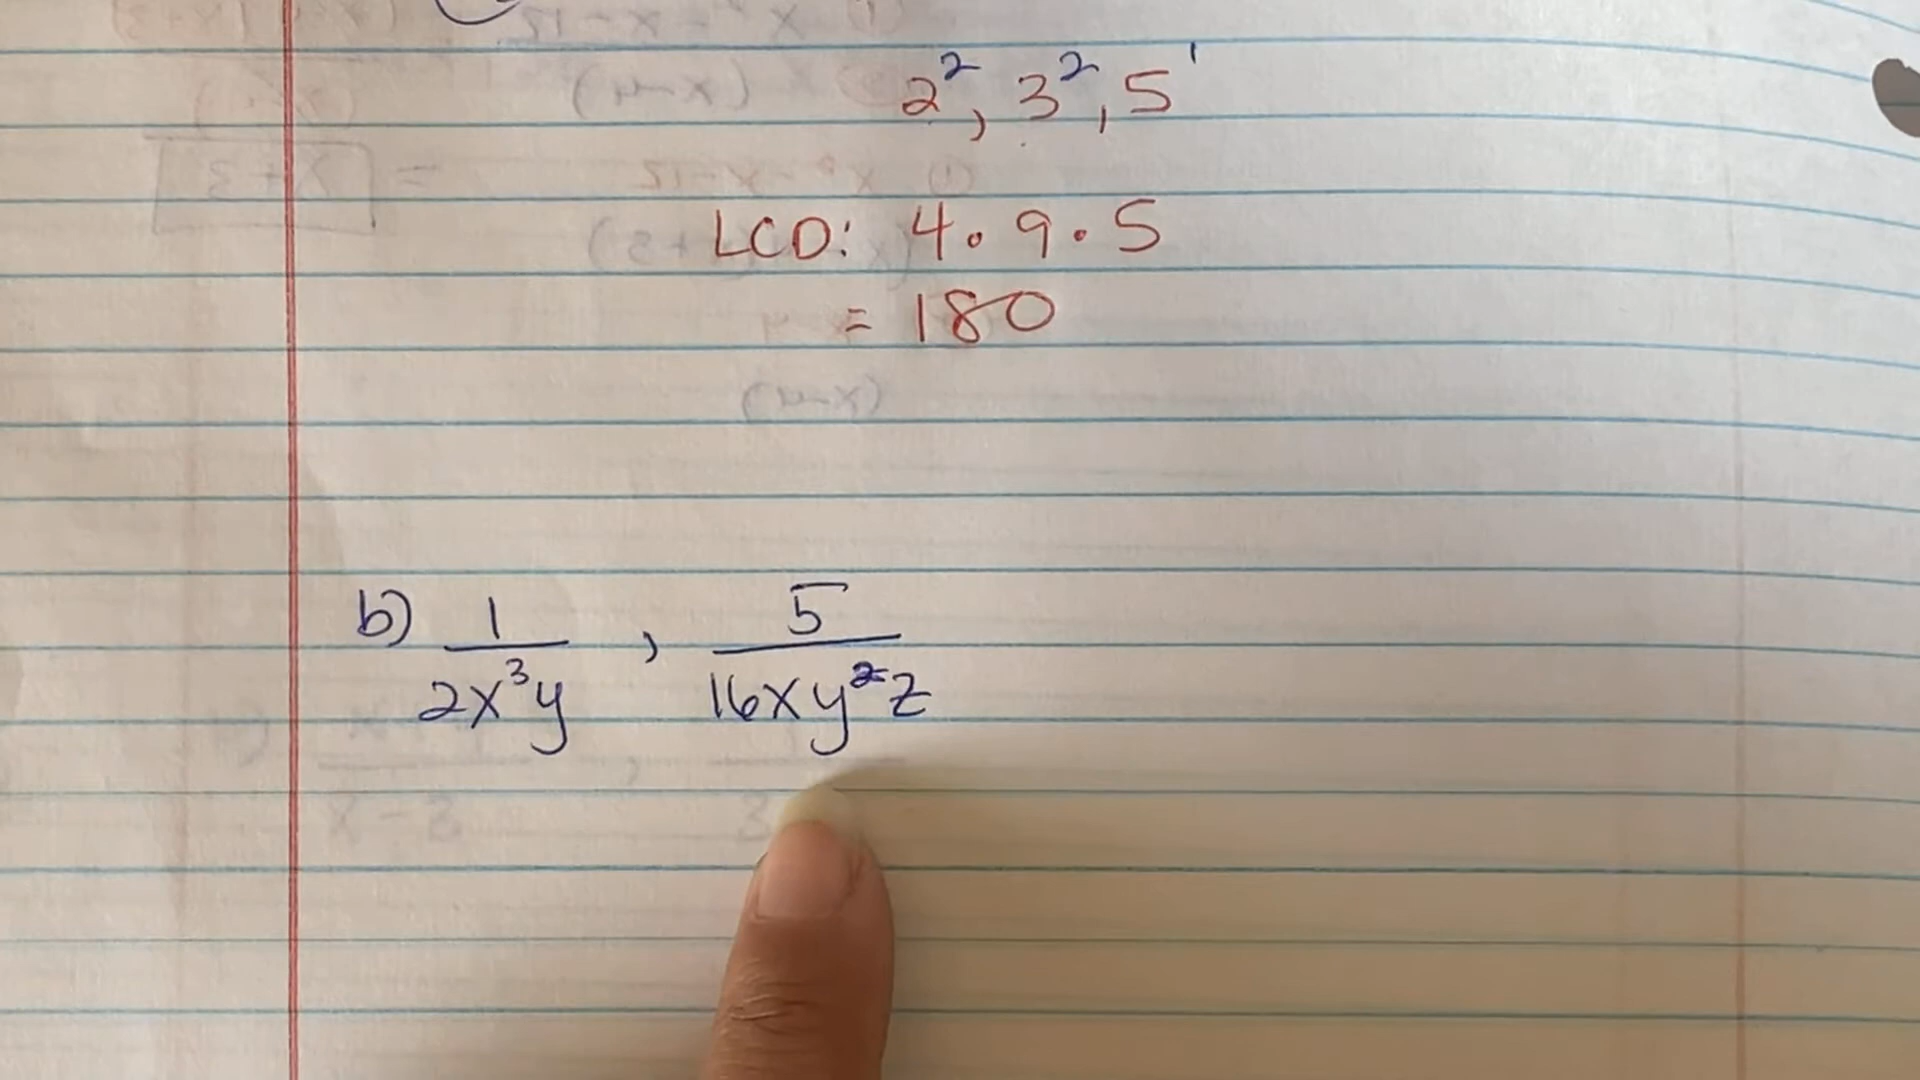 2², 3², 5¹
LCD: 4 · 9 · 5
= 180
b) 1/2x³y , 5/16xy²z